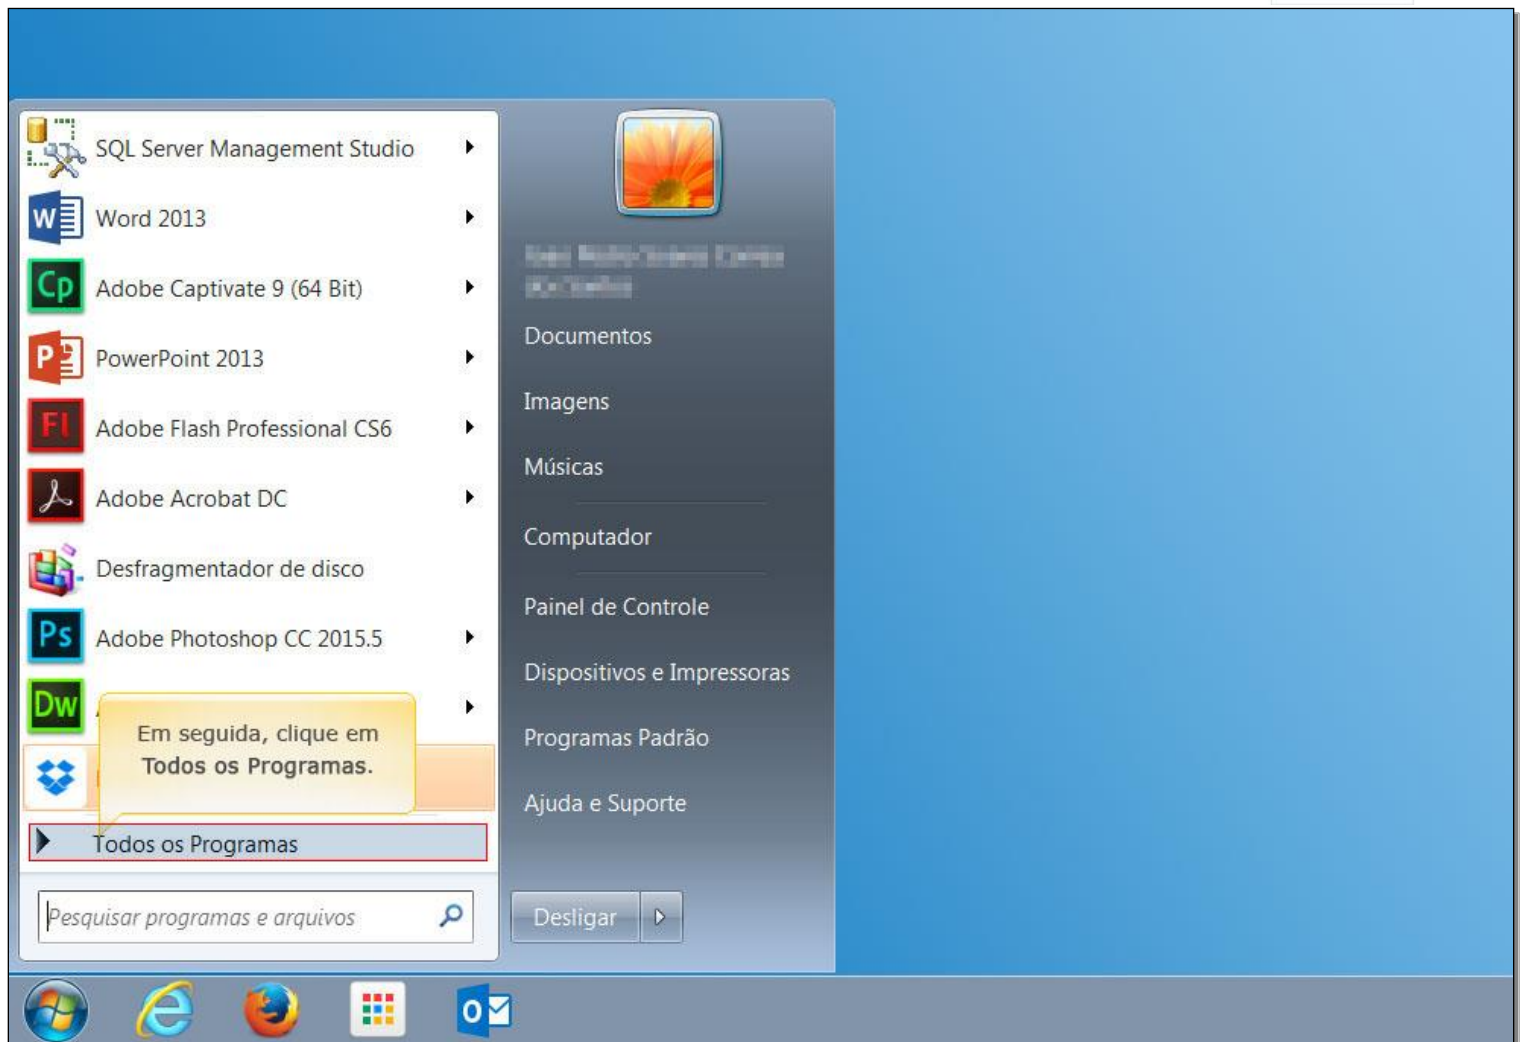 SQL Server Management Studio
Word 2013
Adobe Captivate 9 (64 Bit)
PowerPoint 2013
Adobe Flash Professional CS6
Adobe Acrobat DC
Desfragmentador de disco
Adobe Photoshop CC 2015.5
Em seguida, clique em
Todos os Programas.
Todos os Programas
Pesquisar programas e arquivos
Documentos
Imagens
Músicas
Computador
Painel de Controle
Dispositivos e Impressoras
Programas Padrão
Ajuda e Suporte
Desligar